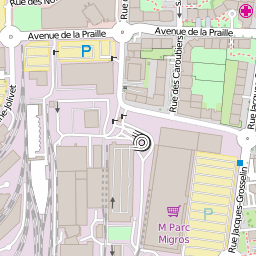 Rue des No
Avenue de la Praille
Avenue de la Praille
P
Rue des Caroubiers
Rue Jacques
e-Jolivet
Rue Jacques-Grosselin
P
M Parc
Migros